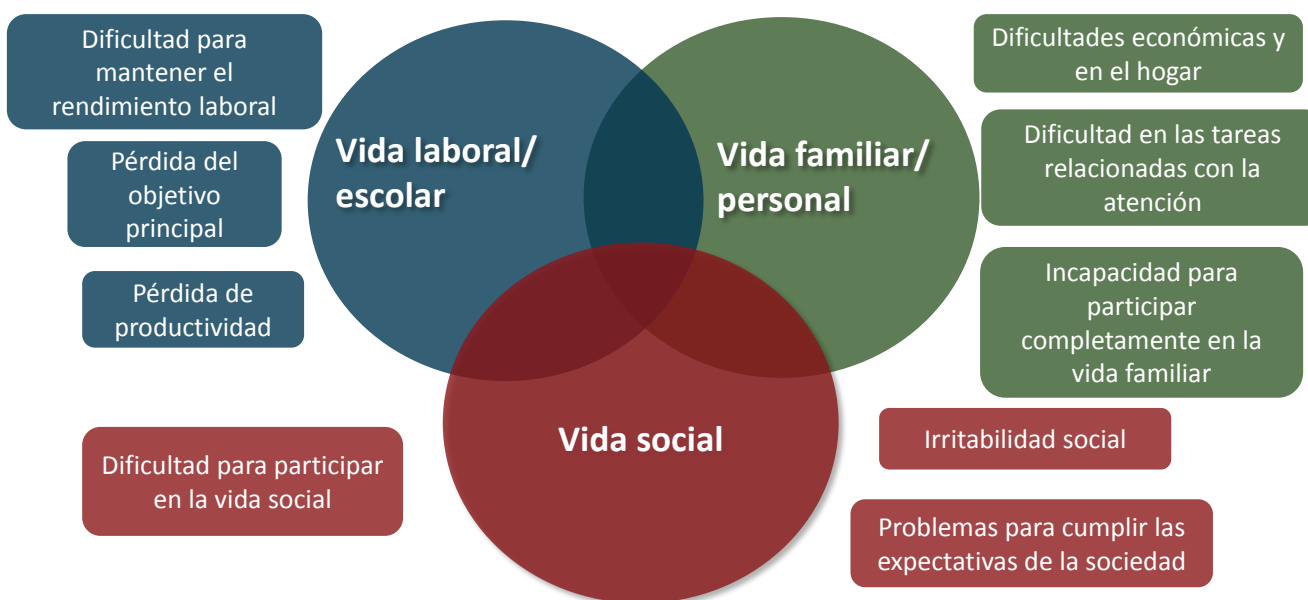 Dificultad para
mantener el
rendimiento laboral
Pérdida del
objetivo
principal
Pérdida de
productividad
Vida laboral/
escolar
Vida familiar/
personal
Vida social
Dificultades económicas y
en el hogar
Dificultad en las tareas
relacionadas con la
atención
Incapacidad para
participar
completamente en la
vida familiar
Dificultad para participar
en la vida social
Irritabilidad social
Problemas para cumplir las
expectativas de la sociedad